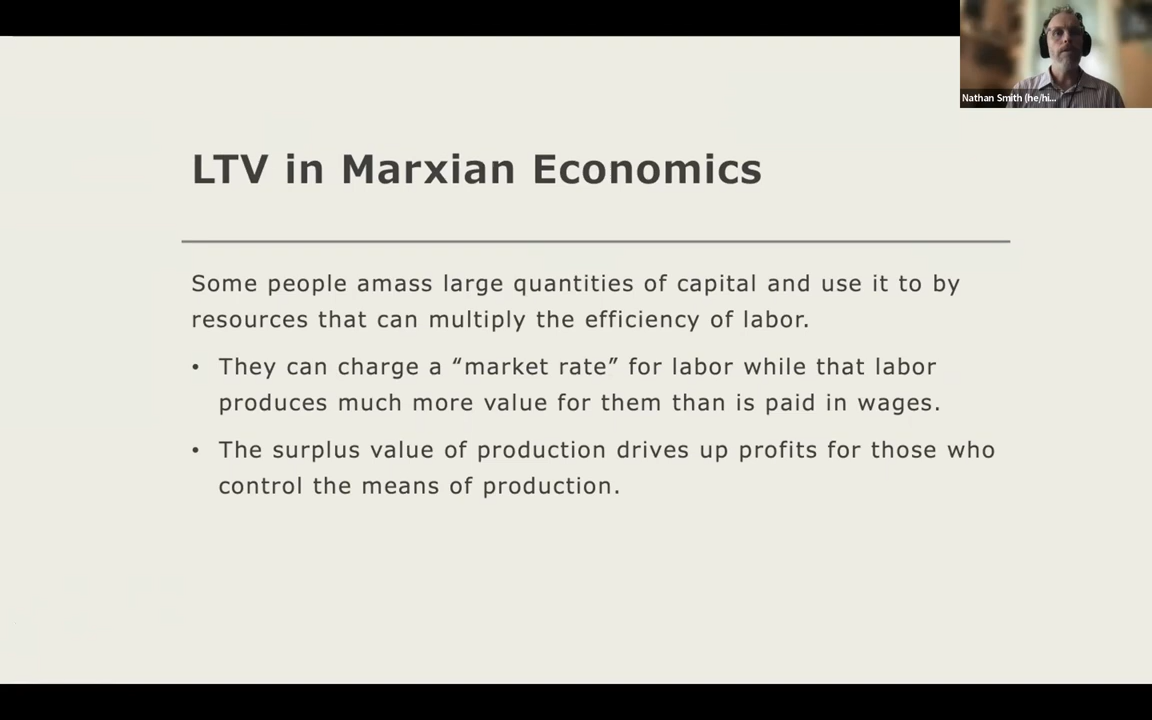 Nathan Smith (he/hi...
LTV in Marxian Economics
Some people amass large quantities of capital and use it to by
resources that can multiply the efficiency of labor.
• They can charge a “market rate” for labor while that labor
produces much more value for them than is paid in wages.
• The surplus value of production drives up profits for those who
control the means of production.